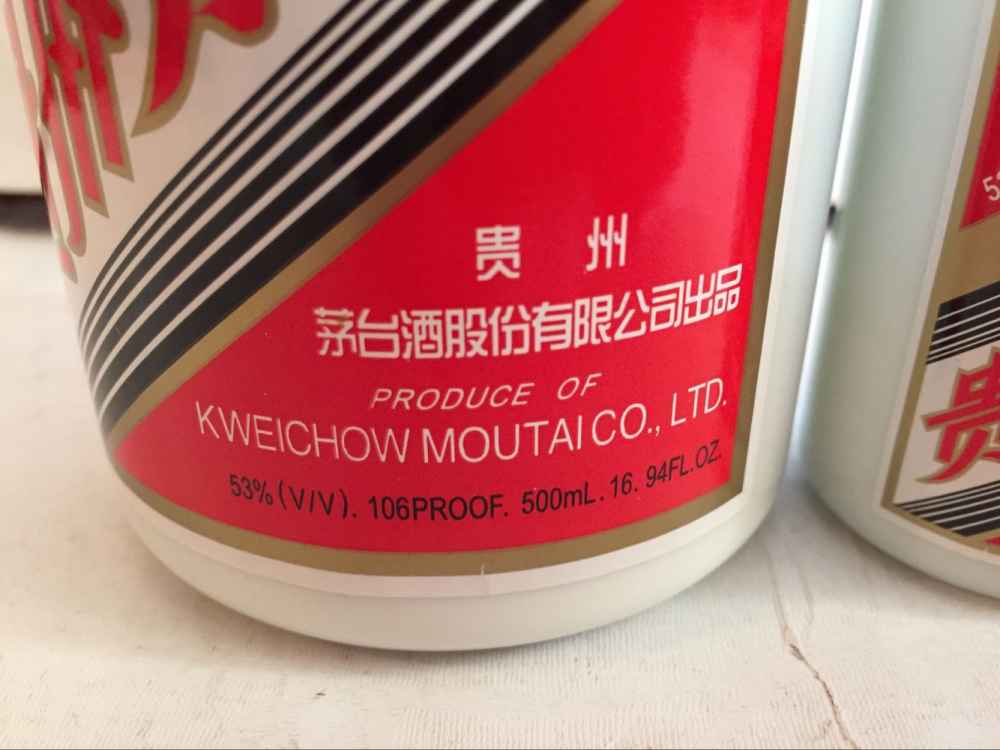 贵 州
茅台酒股份有限公司出品
PRODUCE OF
KWEICHOW MOUTAI CO., LTD.
53% (V/V). 106PROOF. 500mL. 16. 94FL.OZ.
贵